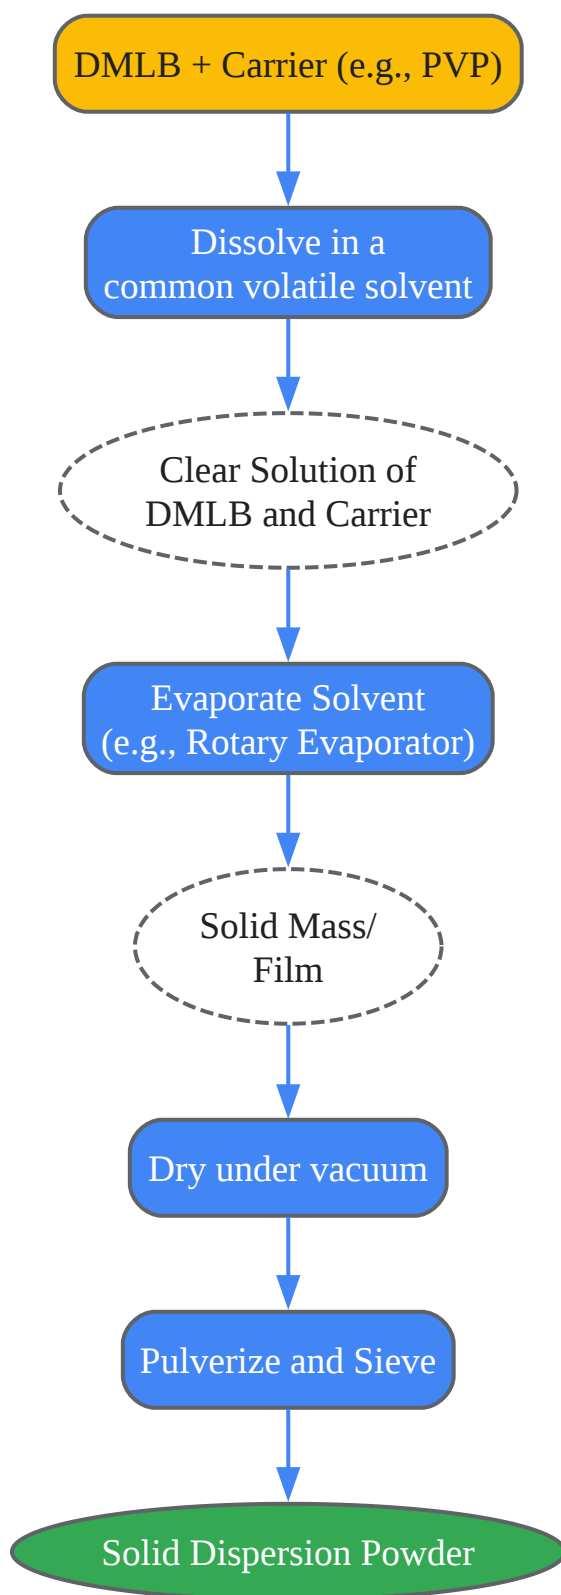 DMLB + Carrier (e.g., PVP)
Dissolve in a
common volatile solvent
Clear Solution of
DMLB and Carrier
Evaporate Solvent
(e.g., Rotary Evaporator)
Solid Mass/
Film
Dry under vacuum
Pulverize and Sieve
Solid Dispersion Powder